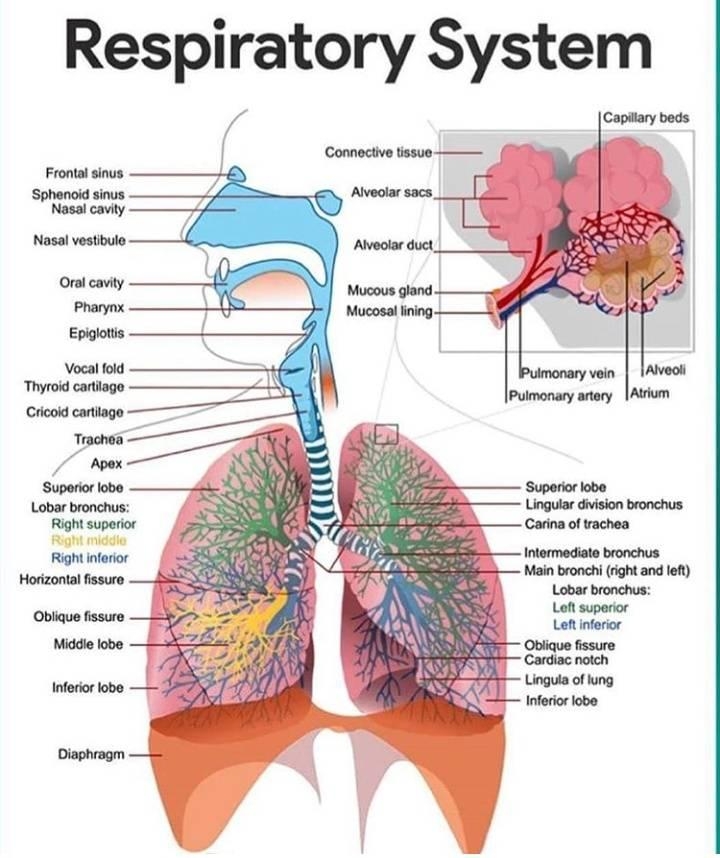 Respiratory System
Frontal sinus
Sphenoid sinus
Nasal cavity
Nasal vestibule
Oral cavity
Pharynx
Epiglottis
Vocal fold
Thyroid cartilage
Cricoid cartilage
Trachea
Apex
Superior lobe
Lobar bronchus:
Right superior
Right middle
Right inferior
Horizontal fissure
Oblique fissure
Middle lobe
Inferior lobe
Diaphragm
Capillary beds
Connective tissue
Alveolar sacs
Alveolar duct
Mucous gland
Mucosal lining
Pulmonary vein
Pulmonary artery
Alveoli
Atrium
Superior lobe
Lingular division bronchus
Carina of trachea
Intermediate bronchus
Main bronchi (right and left)
Lobar bronchus:
Left superior
Left inferior
Oblique fissure
Cardiac notch
Lingula of lung
Inferior lobe